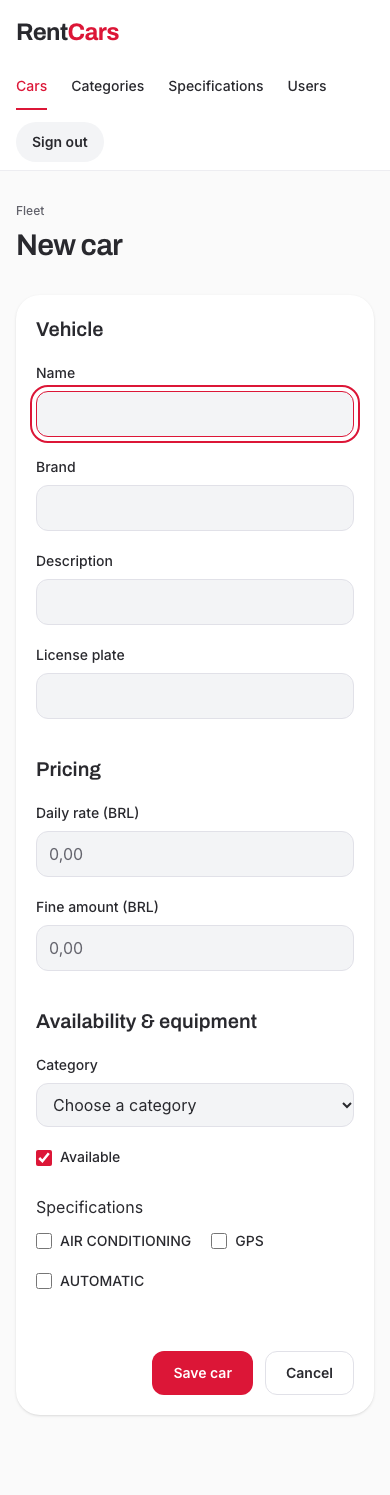 RentCars
Cars Categories Specifications Users
Sign out
Fleet
New car
Vehicle
Name
Brand
Description
License plate
Pricing
Daily rate (BRL)
0,00
Fine amount (BRL)
0,00
Availability & equipment
Category
Choose a category
Available
Specifications
AIR CONDITIONING GPS
AUTOMATIC
Save car Cancel